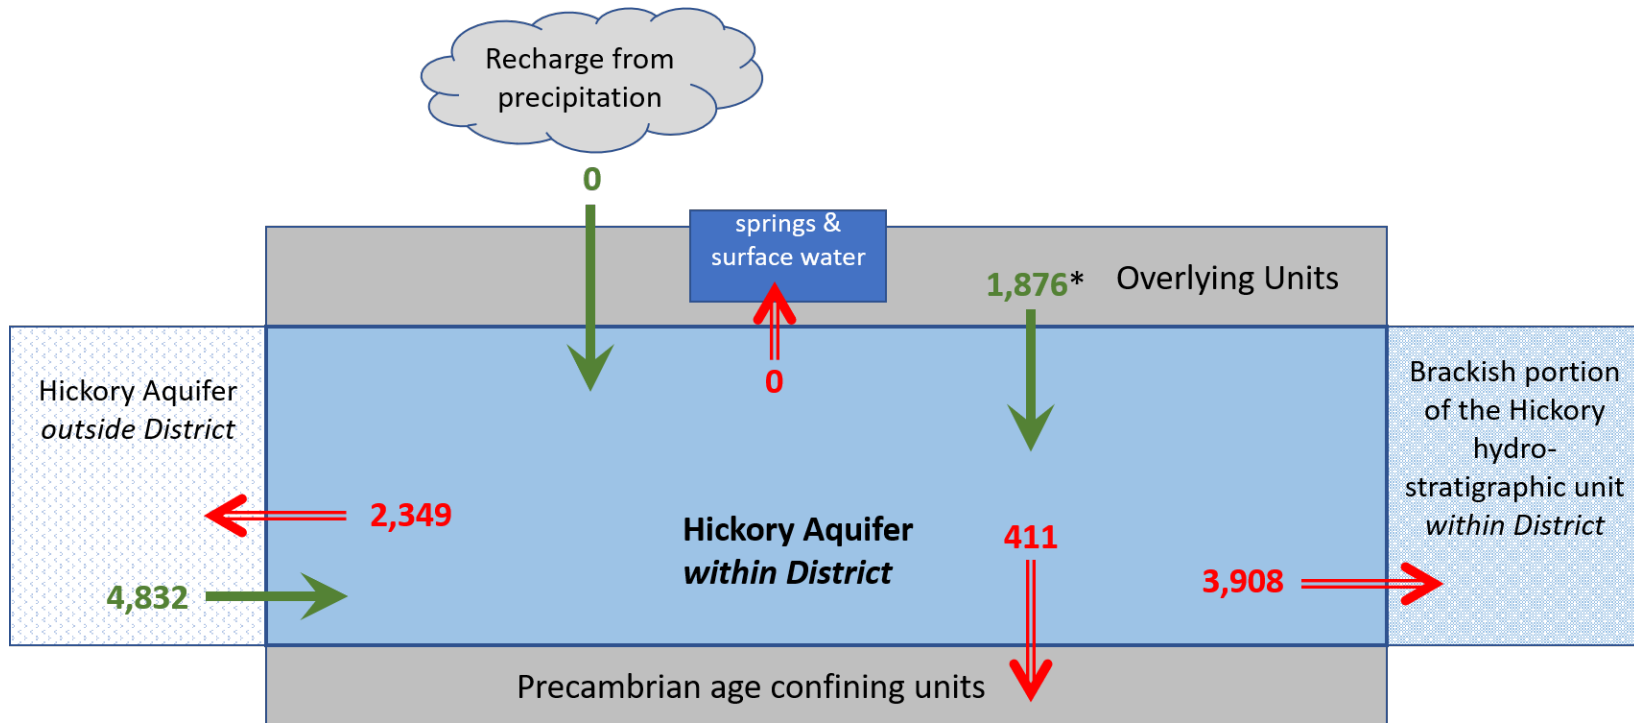 Recharge from
precipitation
0
springs &
surface water
1,876*
Overlying Units
0
Hickory Aquifer
outside District
Brackish portion
of the Hickory
hydro-
stratigraphic unit
within District
2,349
Hickory Aquifer
within District
411
3,908
4,832
Precambrian age confining units